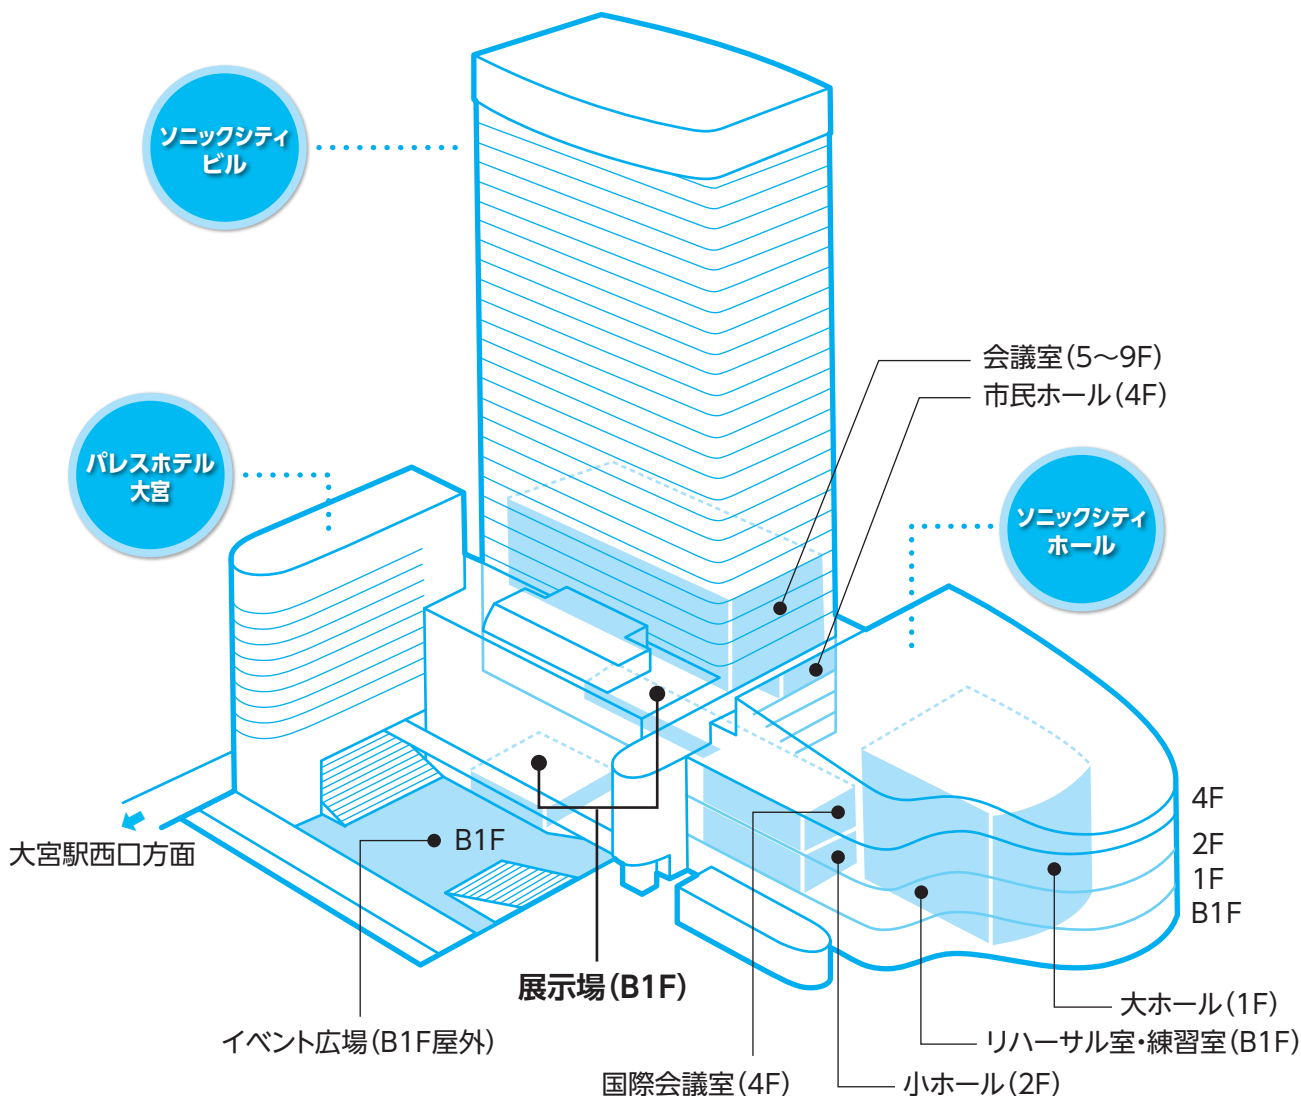 ソニックシティ
ビル
会議室(5〜9F)
市民ホール(4F)
パレスホテル
大宮
ソニックシティ
ホール
4F
2F
1F
B1F
大宮駅西口方面
B1F
展示場(B1F)
大ホール(1F)
イベント広場(B1F屋外)
リハーサル室・練習室(B1F)
国際会議室(4F)
小ホール(2F)